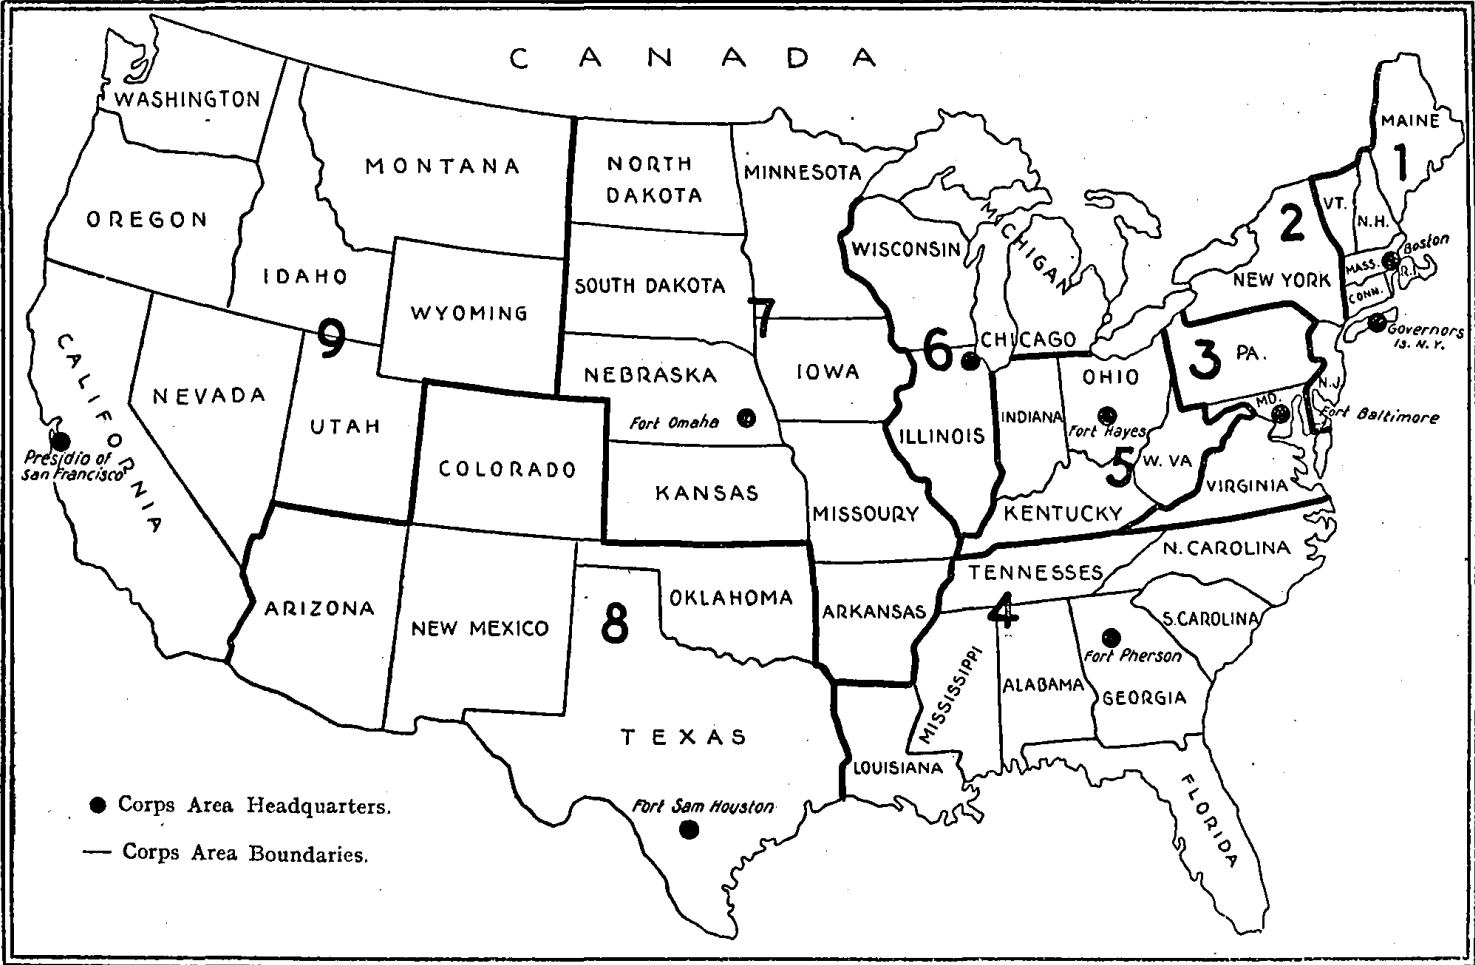 CANADA
WASHINGTON
MONTANA
NORTH
DAKOTA
MINNESOTA
MAINE
1
OREGON
IDAHO
WYOMING
SOUTH DAKOTA
7
WISCONSIN
MICHIGAN
2
NEW YORK
VT.
N.H.
MASS.
Boston
R.I.
CONN.
Governors
Is. N.Y.
9
CALIFORNIA
NEVADA
UTAH
COLORADO
NEBRASKA
Fort Omaha
IOWA
6
CHICAGO
ILLINOIS
INDIANA
OHIO
Fort Hayes
5
3
PA.
N.J.
MD.
Fort Baltimore
W. VA
VIRGINIA
Presidio of
San Francisco
KANSAS
MISSOURY
KENTUCKY
TENNESSES
N. CAROLINA
4
S.CAROLINA
ARIZONA
NEW MEXICO
8
OKLAHOMA
ARKANSAS
MISSISSIPPI
ALABAMA
Fort Pherson
GEORGIA
TEXAS
LOUISIANA
FLORIDA
Fort Sam Houston
Corps Area Headquarters.
Corps Area Boundaries.